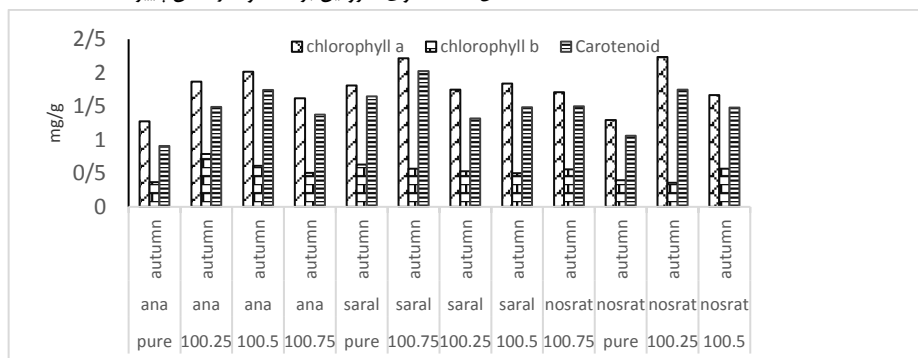 2/5
2
1/5
1
0/5
0
mg/g
chlorophyll a chlorophyll b Carotenoid
autumn autumn autumn autumn autumn autumn autumn autumn autumn autumn autumn autumn
ana ana ana ana saral saral saral saral nosrat nosrat nosrat nosrat
pure 100.25 100.5 100.75 pure 100.75 100.25 100.5 100.75 pure 100.25 100.5